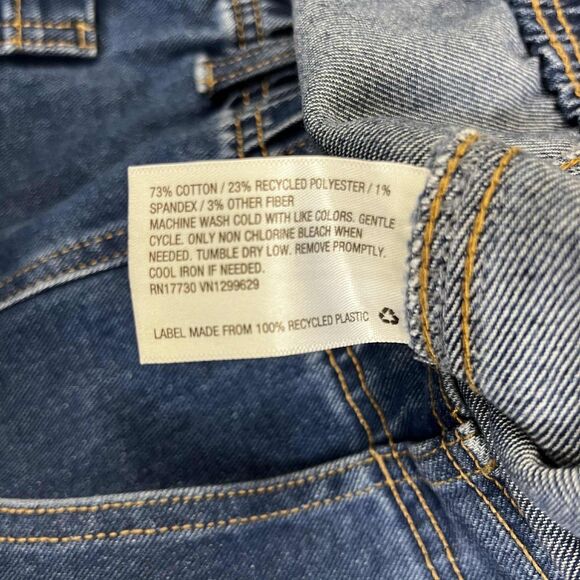 73% COTTON / 23% RECYCLED POLYESTER / 1%
SPANDEX / 3% OTHER FIBER
MACHINE WASH COLD WITH LIKE COLORS. GENTLE
CYCLE. ONLY NON CHLORINE BLEACH WHEN
NEEDED. TUMBLE DRY LOW. REMOVE PROMPTLY.
COOL IRON IF NEEDED.
RN17730 VN1299629
LABEL MADE FROM 100% RECYCLED PLASTIC